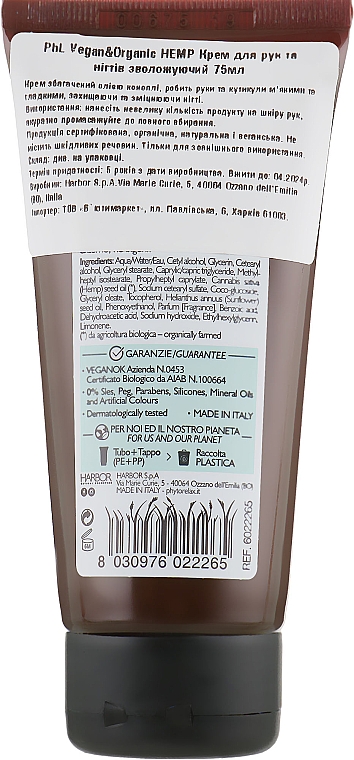 PhL Vegan&Organic HEMP Крем для рук та
нігтів зволожуючий 75мл
Крем збагачений олією коноплі, робить руки та кутикули м'якими та
гладкими, захищаючи та зміцнюючи нігті.
Використання: нанесіть невелику кількість продукту на шкіру рук,
акуратно промасажуйте до повного вбирання.
Продукція сертифікована, органічна, натуральна і веганська. Не
містить шкідливих речовин. Тільки для зовнішнього використання.
Склад: див. на упаковці.
Термін придатності: 5 років з дати виробництва. Вжити до: 04.2024р.
Виробник: Harbor S.p.A.Via Marie Curie, 5, 40064 Ozzano dell'Emilia
(BO), Italia
Імпортер: ТОВ «Б'ютимаркет», пл. Павлівська, 6, Харків 61003.
Ingredients: Aqua/Water/Eau, Cetyl alcohol, Glycerin, Cetearyl
alcohol, Glyceryl stearate, Caprylic/capric triglyceride, Methyl-
heptyl isostearate, Propylheptyl caprylate, Cannabis sativa
(Hemp) seed oil (*), Sodium cetearyl sulfate, Coco-glucoside,
Glyceryl oleate, Tocopherol, Helianthus annuus (Sunflower)
seed oil, Phenoxyethanol, Parfum [Fragrance], Benzoic acid,
Dehydroacetic acid, Sodium hydroxide, Ethylhexylglycerin,
Limonene.
(*) da agricoltura biologica – organically farmed
GARANZIE/GUARANTEE
• VEGANOK Azienda N.0453
Certificato Biologico da AIAB N.100664
• 0% Sles, Peg, Parabens, Silicones, Mineral Oils
and Artificial Colours
• Dermatologically tested • MADE IN ITALY
PER NOI ED IL NOSTRO PIANETA
FOR US AND OUR PLANET
Tubo+Tappo
(PE+PP)
Raccolta
PLASTICA
HARBOR
HARBOR S.p.A
Via Marie Curie, 5 - 40064 Ozzano dell'Emilia (BO)
MADE IN ITALY - phytorelax.it
6M
8 030976 022265
REF. 6022265